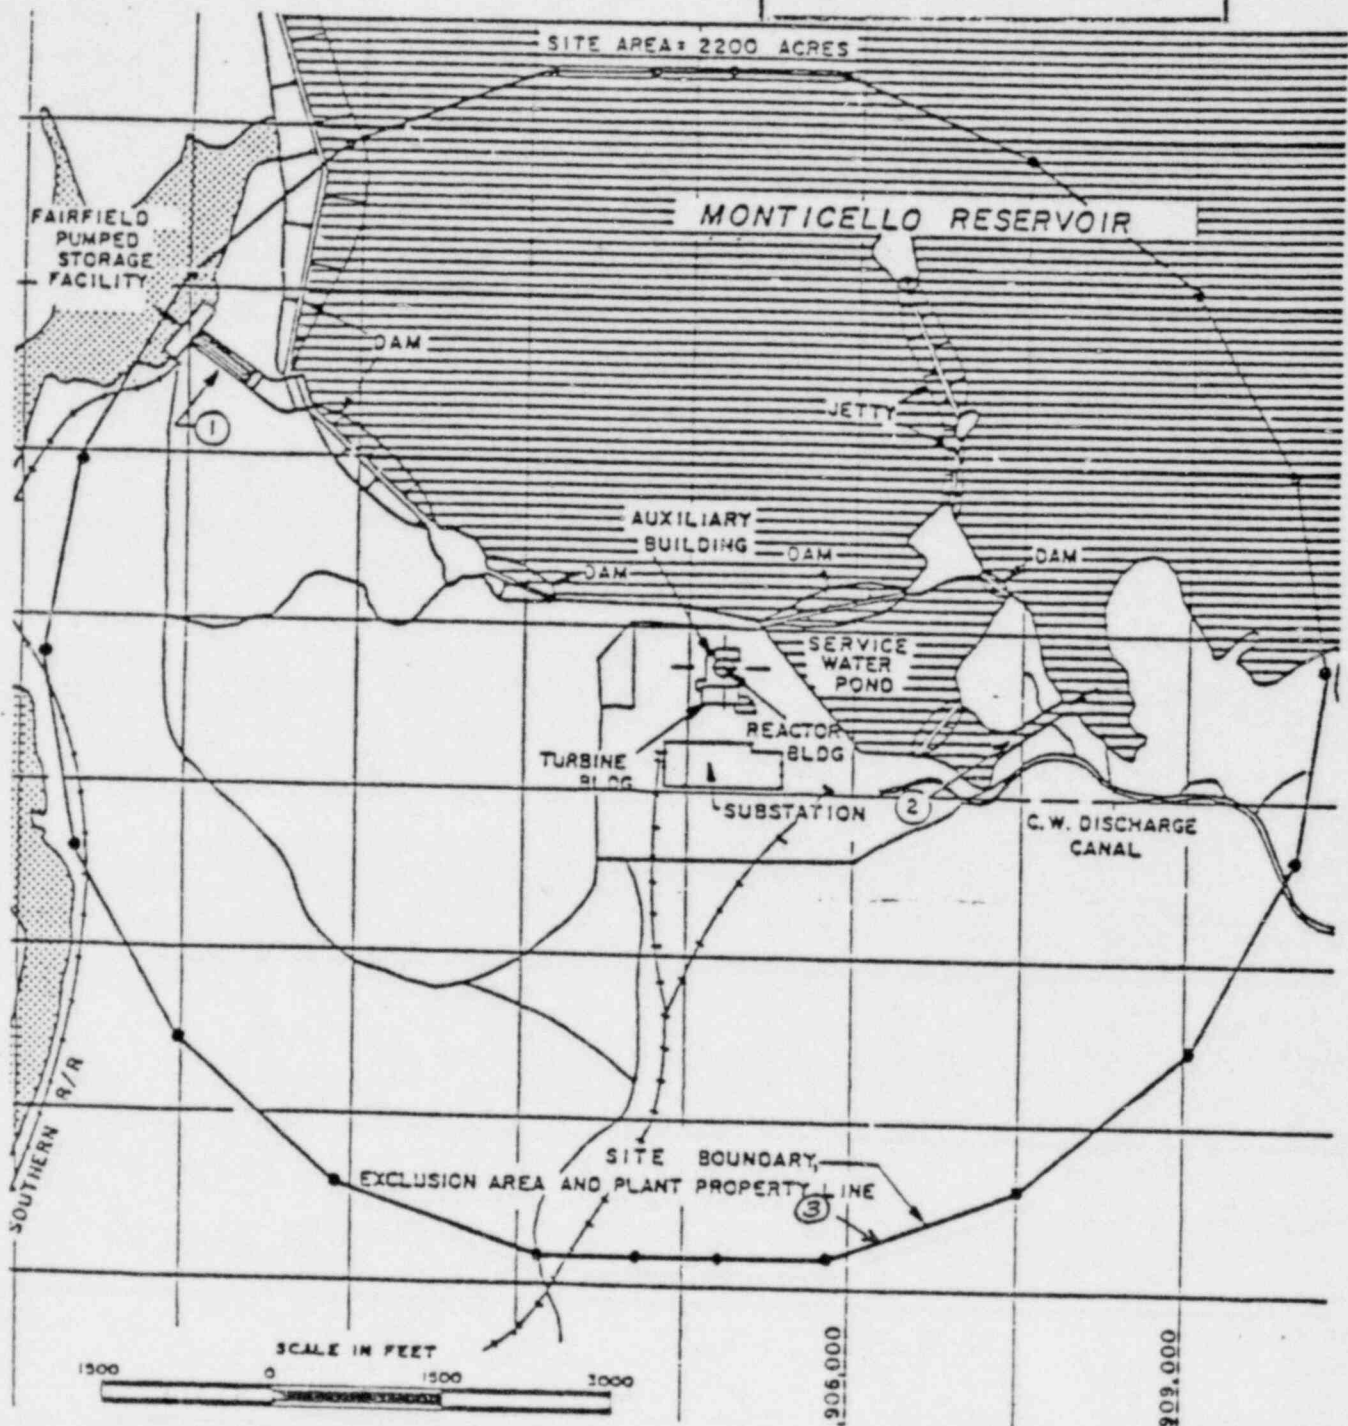 SITE AREA = 2200 ACRES
MONTICELLO RESERVOIR
FAIRFIELD
PUMPED
STORAGE
FACILITY
DAM
1
JETTY
AUXILIARY
BUILDING
DAM
DAM
DAM
SERVICE
WATER
POND
REACTOR
BLDG
TURBINE
BLDG
SUBSTATION
2
C.W. DISCHARGE
CANAL
SOUTHERN R/R
SITE BOUNDARY,
EXCLUSION AREA AND PLANT PROPERTY LINE
3
SCALE IN FEET
1500 0 1500 3000
906,000
909,000